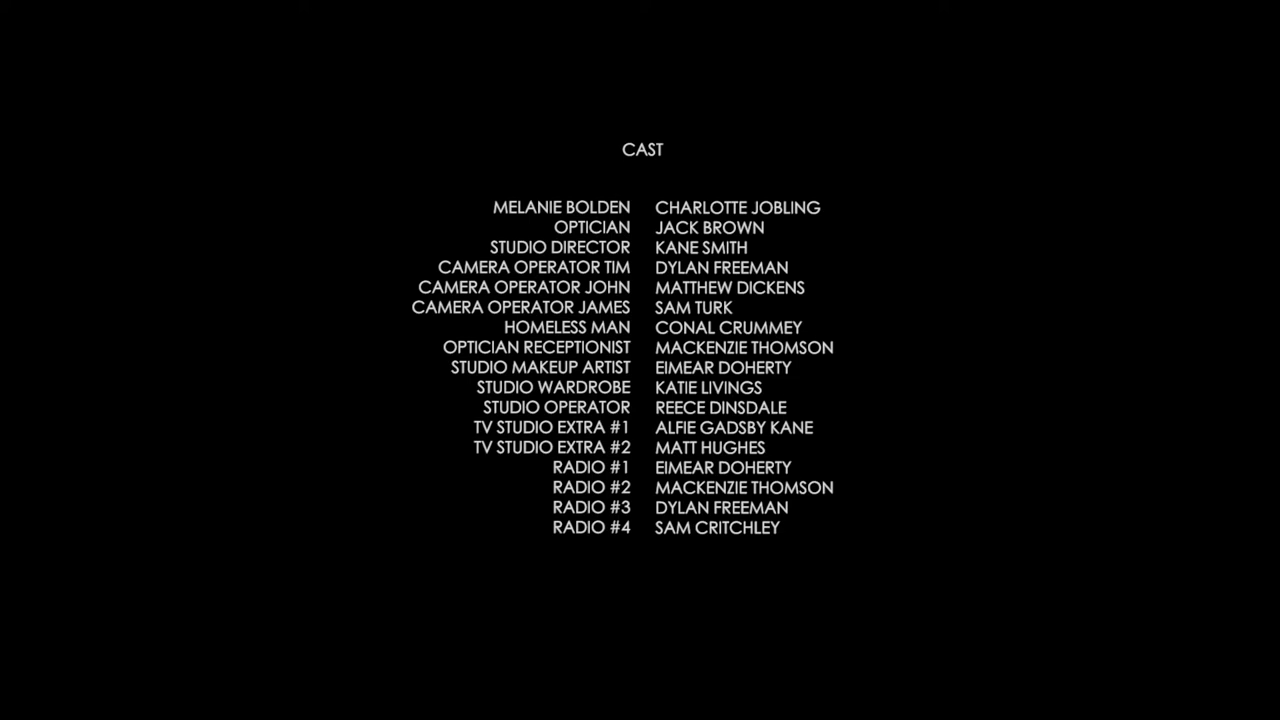 CAST
MELANIE BOLDEN CHARLOTTE JOBLING
OPTICIAN JACK BROWN
STUDIO DIRECTOR KANE SMITH
CAMERA OPERATOR TIM DYLAN FREEMAN
CAMERA OPERATOR JOHN MATTHEW DICKENS
CAMERA OPERATOR JAMES SAM TURK
HOMELESS MAN CONAL CRUMMEY
OPTICIAN RECEPTIONIST MACKENZIE THOMSON
STUDIO MAKEUP ARTIST EIMEAR DOHERTY
STUDIO WARDROBE KATIE LIVINGS
STUDIO OPERATOR REECE DINSDALE
TV STUDIO EXTRA #1 ALFIE GADSBY KANE
TV STUDIO EXTRA #2 MATT HUGHES
RADIO #1 EIMEAR DOHERTY
RADIO #2 MACKENZIE THOMSON
RADIO #3 DYLAN FREEMAN
RADIO #4 SAM CRITCHLEY